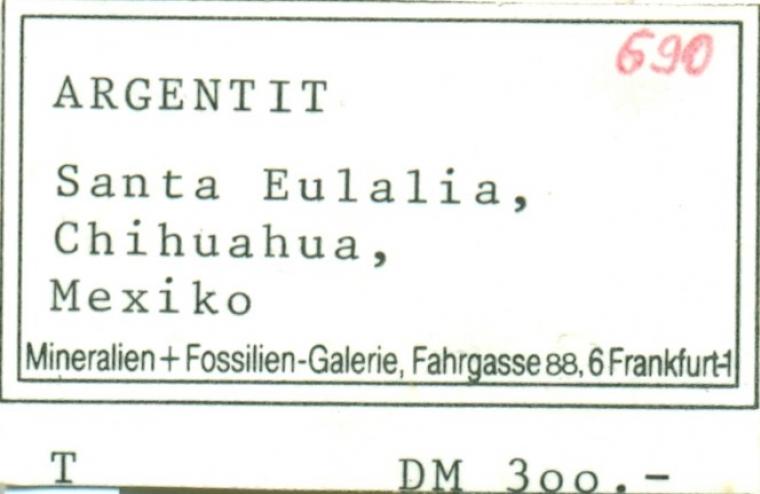 690
ARGENTIT
Santa Eulalia,
Chihuahua,
Mexiko
Mineralien + Fossilien-Galerie, Fahrgasse 88, 6 Frankfurt-1
T DM 3oo.-